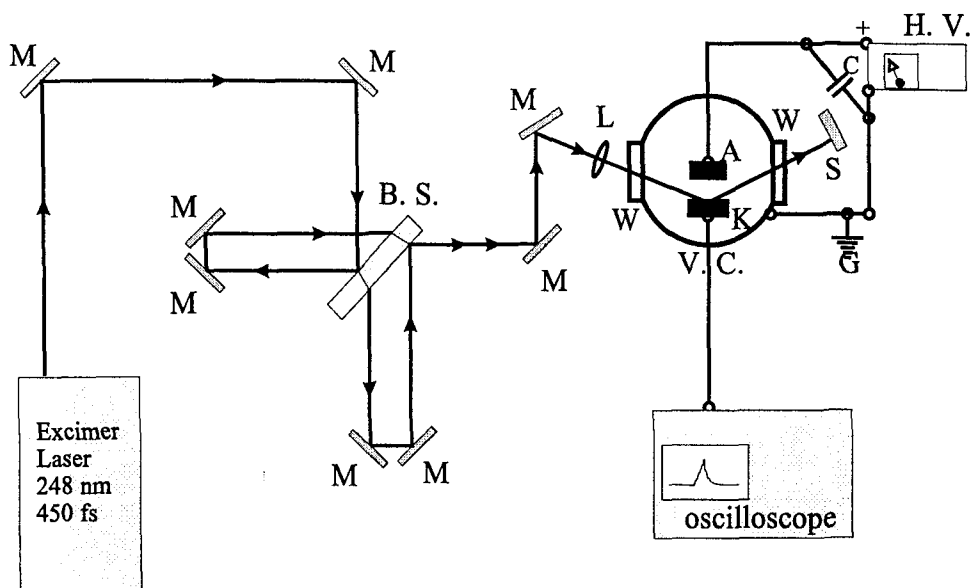 H. V.
+
M
M
C
M
L
W
A
S
M
B. S.
W
K
G
M
M
V. C.
Excimer
Laser
248 nm
450 fs
M
M
oscilloscope